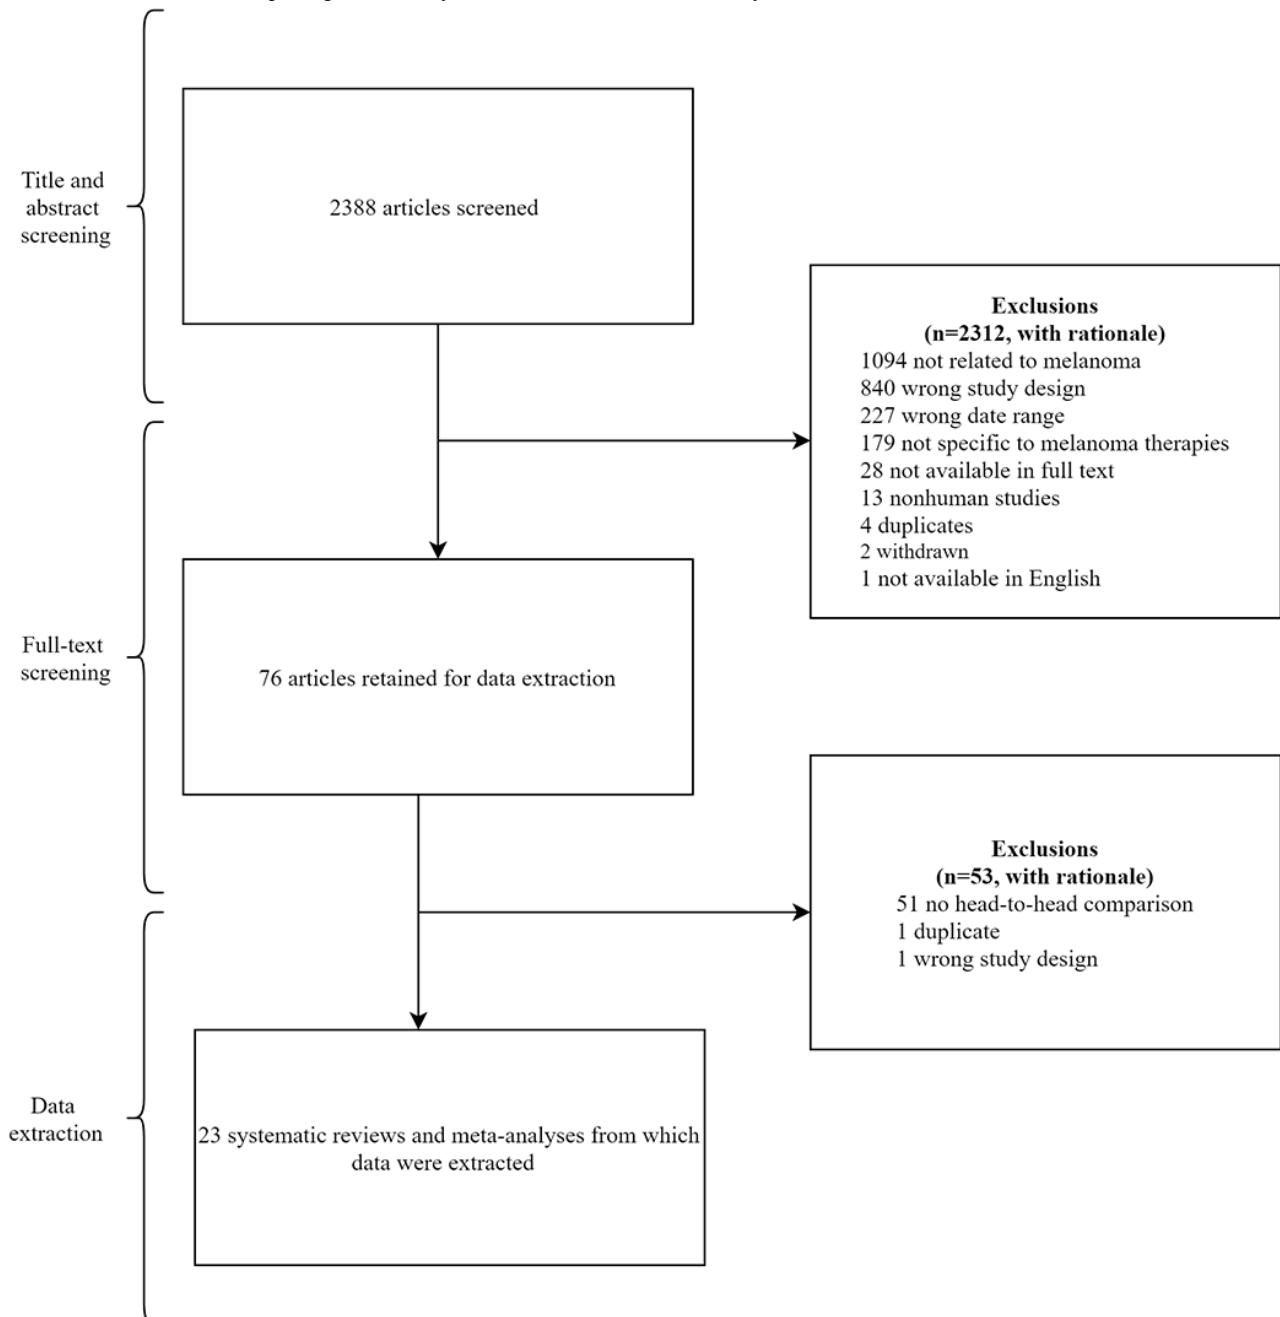 Title and
abstract
screening
2388 articles screened
Exclusions
(n=2312, with rationale)
1094 not related to melanoma
840 wrong study design
227 wrong date range
179 not specific to melanoma therapies
28 not available in full text
13 nonhuman studies
4 duplicates
2 withdrawn
1 not available in English
Full-text
screening
76 articles retained for data extraction
Exclusions
(n=53, with rationale)
51 no head-to-head comparison
1 duplicate
1 wrong study design
Data
extraction
23 systematic reviews and meta-analyses from which
data were extracted